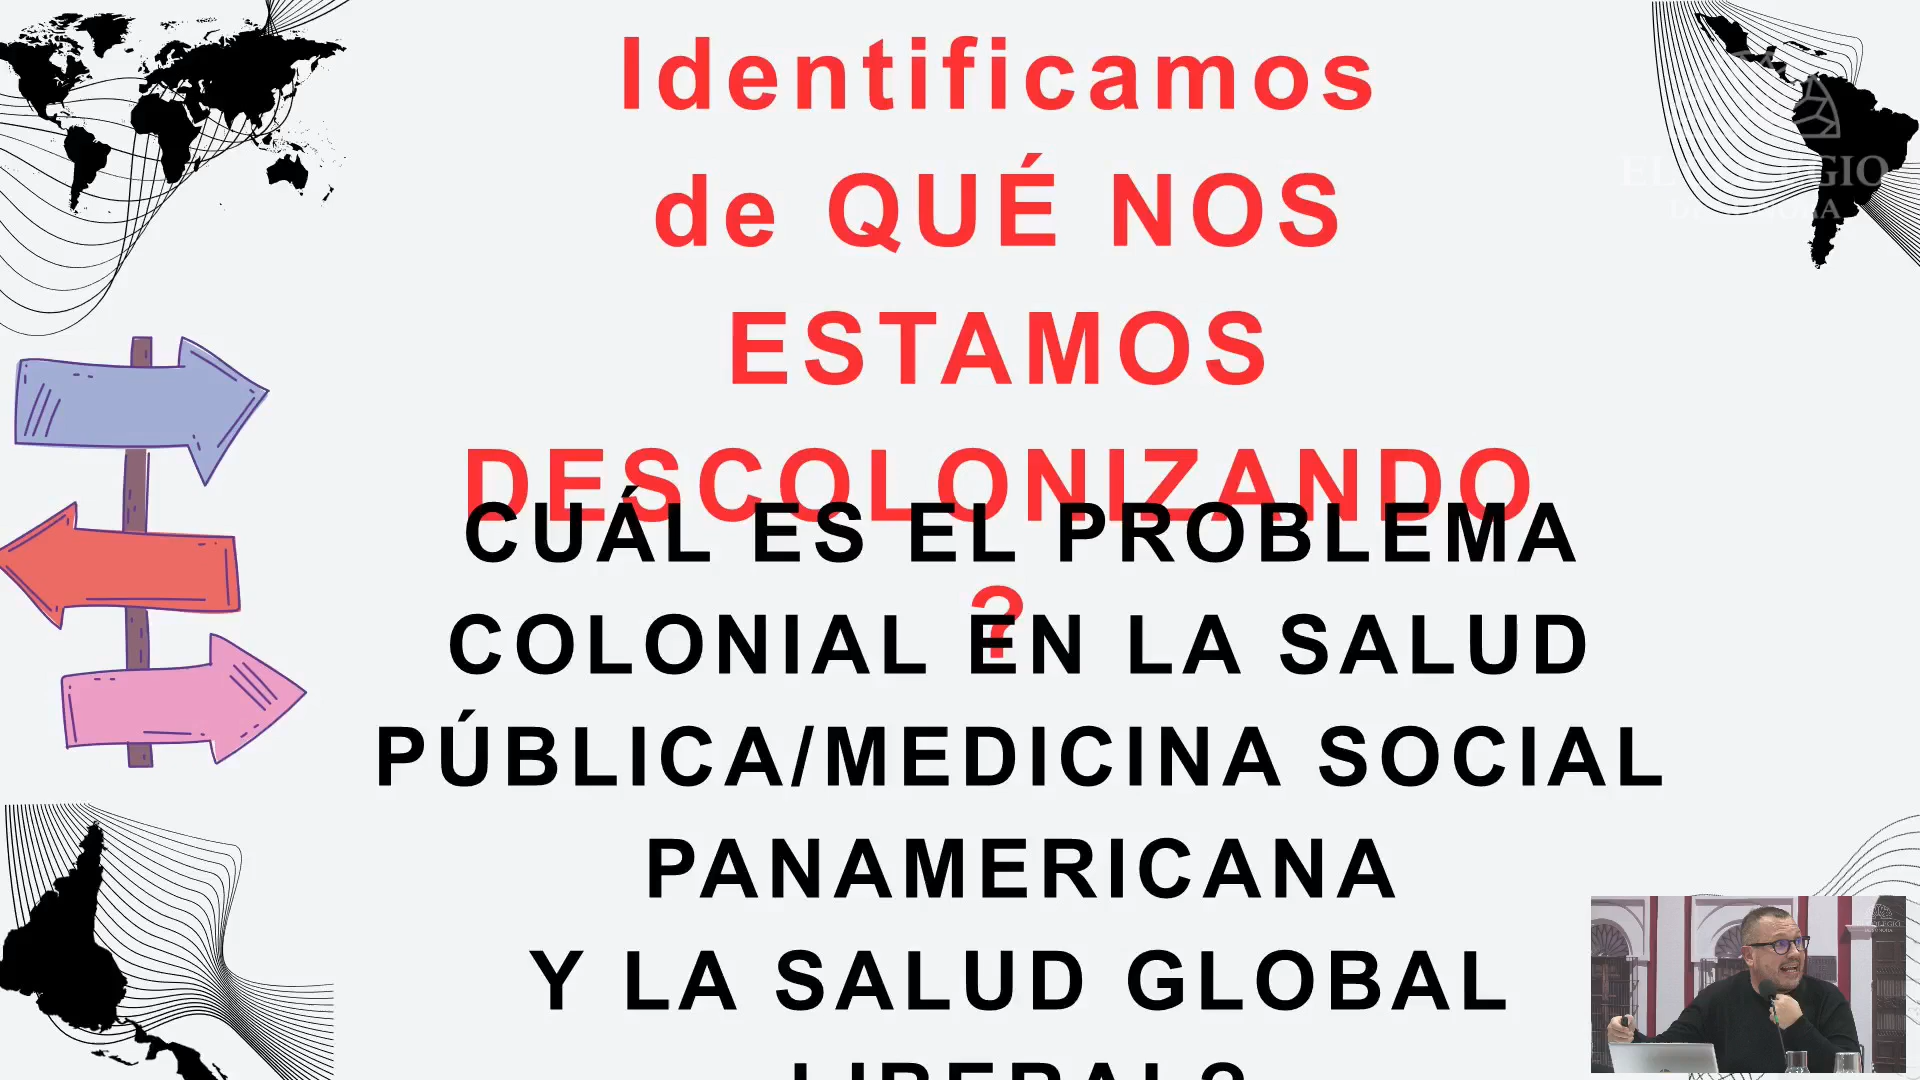 Identificamos
de QUÉ NOS
ESTAMOS
DESCOLONIZANDO
?
CUÁL ES EL PROBLEMA
COLONIAL EN LA SALUD
PÚBLICA/MEDICINA SOCIAL
PANAMERICANA
Y LA SALUD GLOBAL
LIBERAL?